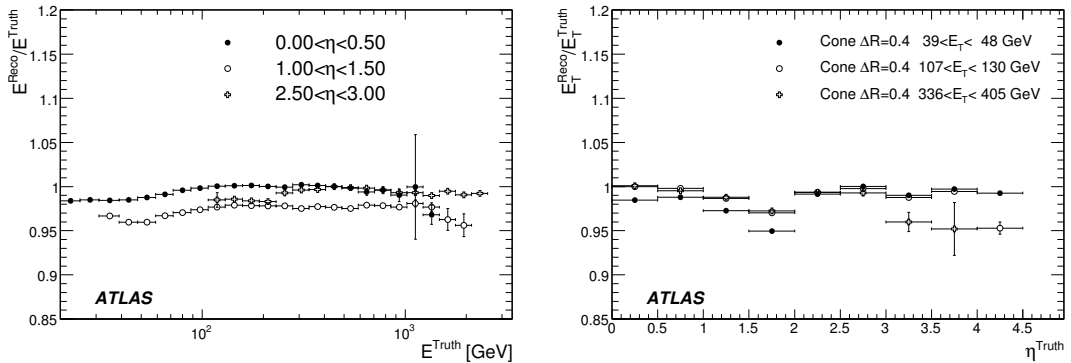 E^Reco/E^Truth
1.2
1.15
1.1
1.05
1
0.95
0.9
0.85
0.00<η<0.50
1.00<η<1.50
2.50<η<3.00
ATLAS
10²
10³
E^Truth [GeV]
E_T^Reco/E_T^Truth
1.2
1.15
1.1
1.05
1
0.95
0.9
0.85
Cone ΔR=0.4 39<E_T< 48 GeV
Cone ΔR=0.4 107<E_T< 130 GeV
Cone ΔR=0.4 336<E_T< 405 GeV
ATLAS
0 0.5 1 1.5 2 2.5 3 3.5 4 4.5
η^Truth